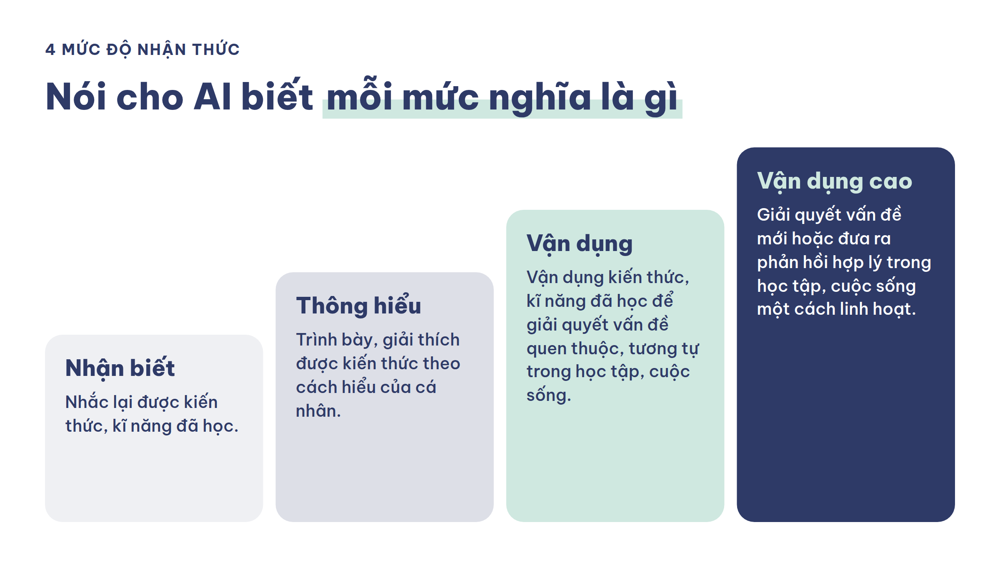 4 MỨC ĐỘ NHẬN THỨC
Nói cho AI biết mỗi mức nghĩa là gì
Nhận biết
Nhắc lại được kiến
thức, kĩ năng đã học.
Thông hiểu
Trình bày, giải thích
được kiến thức theo
cách hiểu của cá
nhân.
Vận dụng
Vận dụng kiến thức,
kĩ năng đã học để
giải quyết vấn đề
quen thuộc, tương tự
trong học tập, cuộc
sống.
Vận dụng cao
Giải quyết vấn đề
mới hoặc đưa ra
phản hồi hợp lý trong
học tập, cuộc sống
một cách linh hoạt.